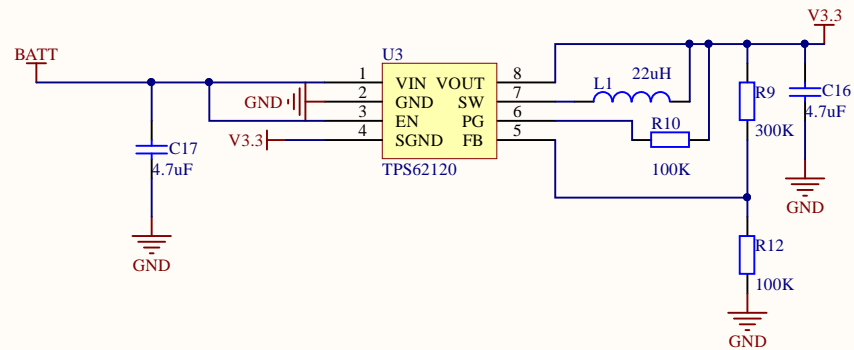 V3.3
BATT
U3
1 VIN VOUT 8
2 GND SW 7
3 EN PG 6
4 SGND FB 5
TPS62120
GND
V3.3
L1 22uH
R10
100K
R9
300K
C16
4.7uF
GND
C17
4.7uF
GND
R12
100K
GND